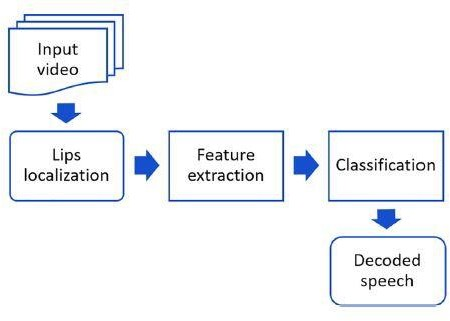 Input
video
Lips
localization
Feature
extraction
Classification
Decoded
speech